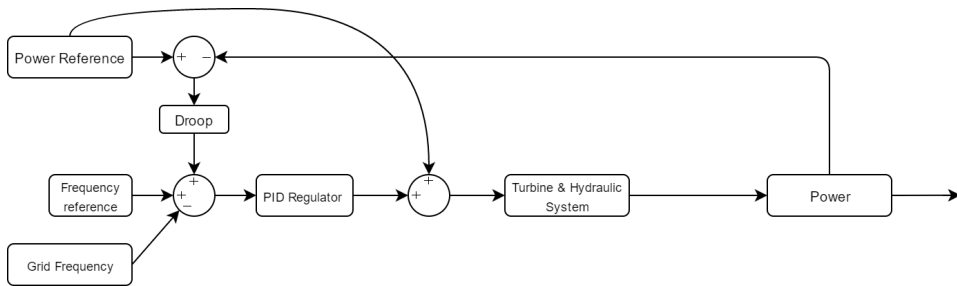 Power Reference
+ −
Droop
Frequency
reference
+
+
−
PID Regulator
+
+
Turbine & Hydraulic
System
Power
Grid Frequency